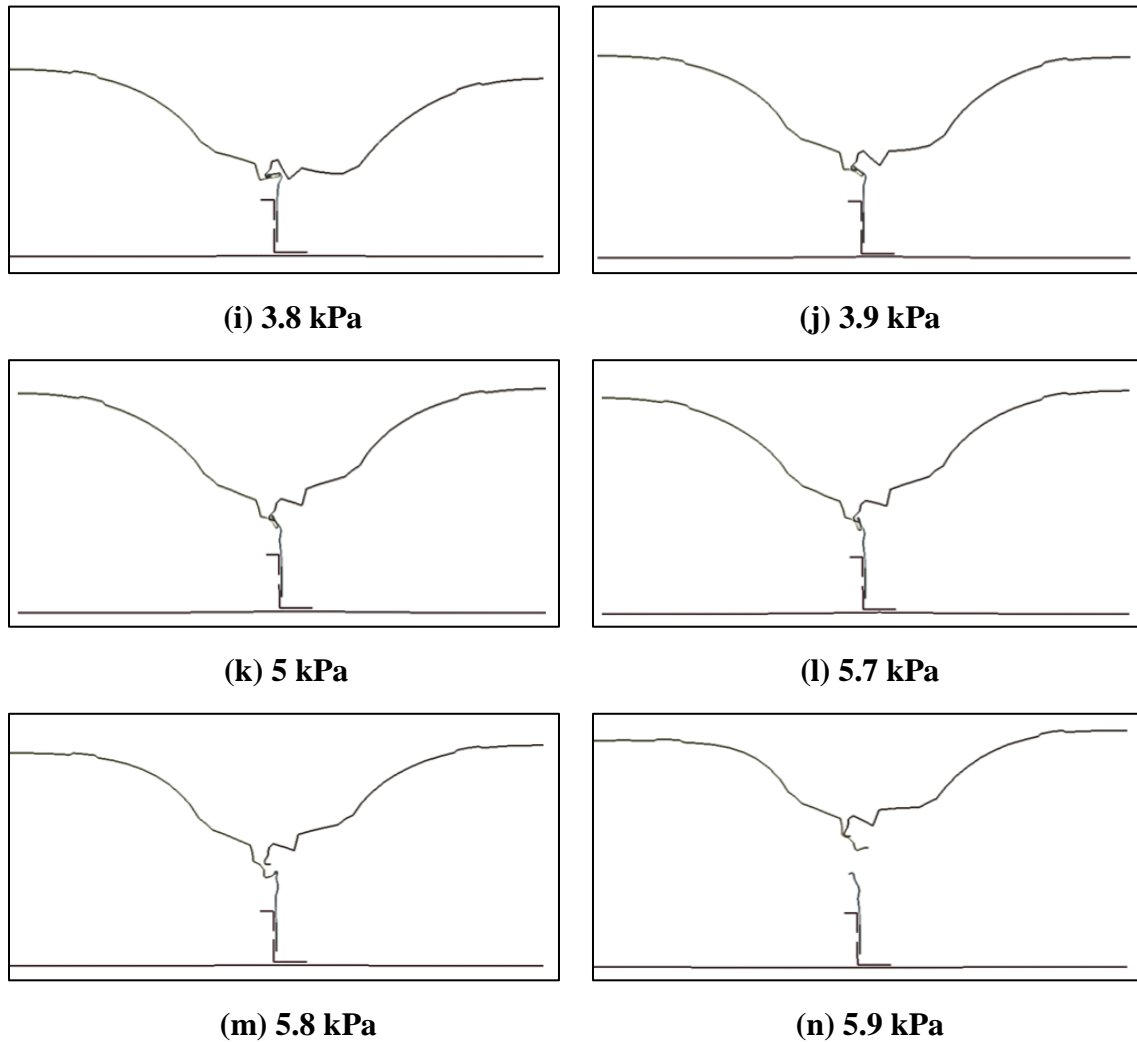 (i) 3.8 kPa
(j) 3.9 kPa
(k) 5 kPa
(l) 5.7 kPa
(m) 5.8 kPa
(n) 5.9 kPa